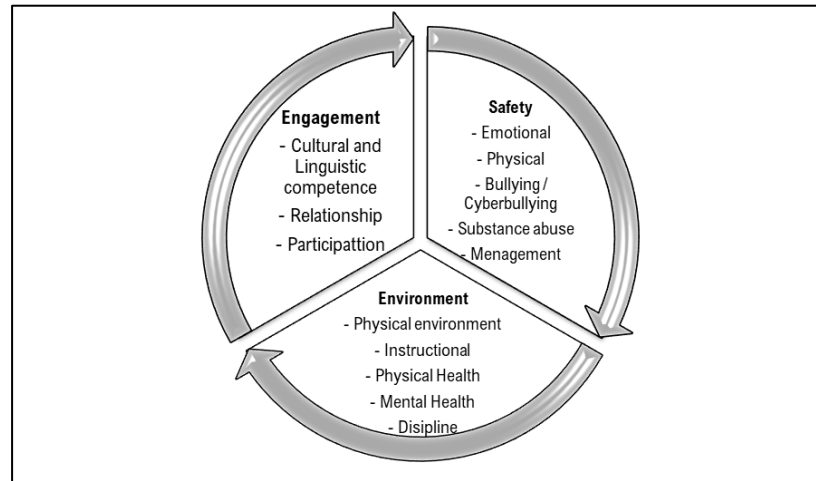 Engagement
- Cultural and
Linguistic
competence
- Relationship
- Participattion
Safety
- Emotional
- Physical
- Bullying /
Cyberbullying
- Substance abuse
- Menagement
Environment
- Physical environment
- Instructional
- Physical Health
- Mental Health
- Disipline